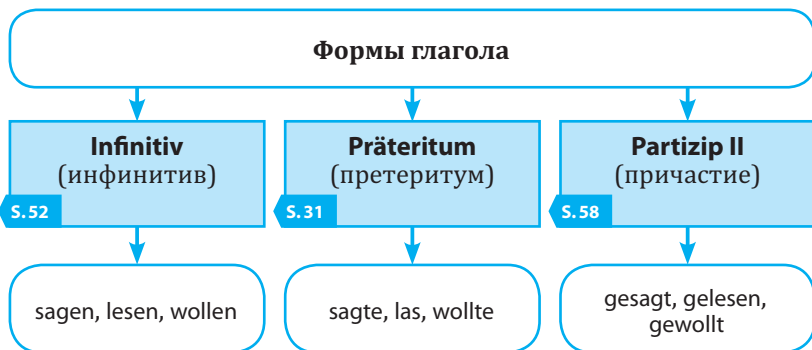 Формы глагола
Infinitiv
(инфинитив)
S. 52
Präteritum
(претеритум)
S. 31
Partizip II
(причастие)
S. 58
sagen, lesen, wollen
sagte, las, wollte
gesagt, gelesen,
gewollt